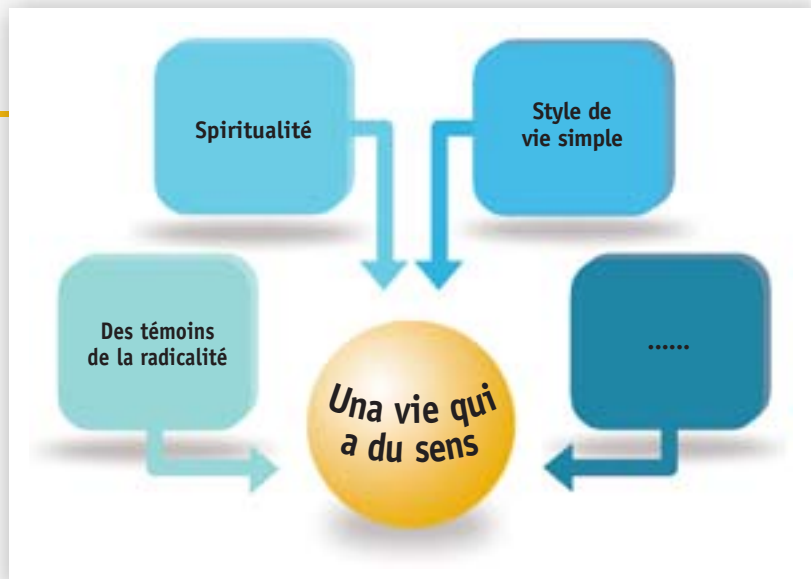 Spiritualité
Style de
vie simple
Des témoins
de la radicalité
......
Una vie qui
a du sens